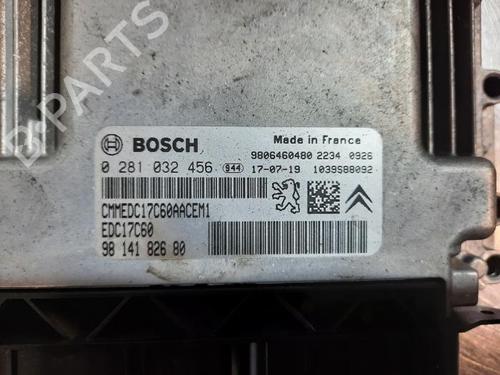 B-PARTS
BOSCH
Made in France
9806460480 2234 0926
0 281 032 456 944 17-07-19 1039S88092
CMMEDC17C60AACEM1
EDC17C60
98 141 826 80